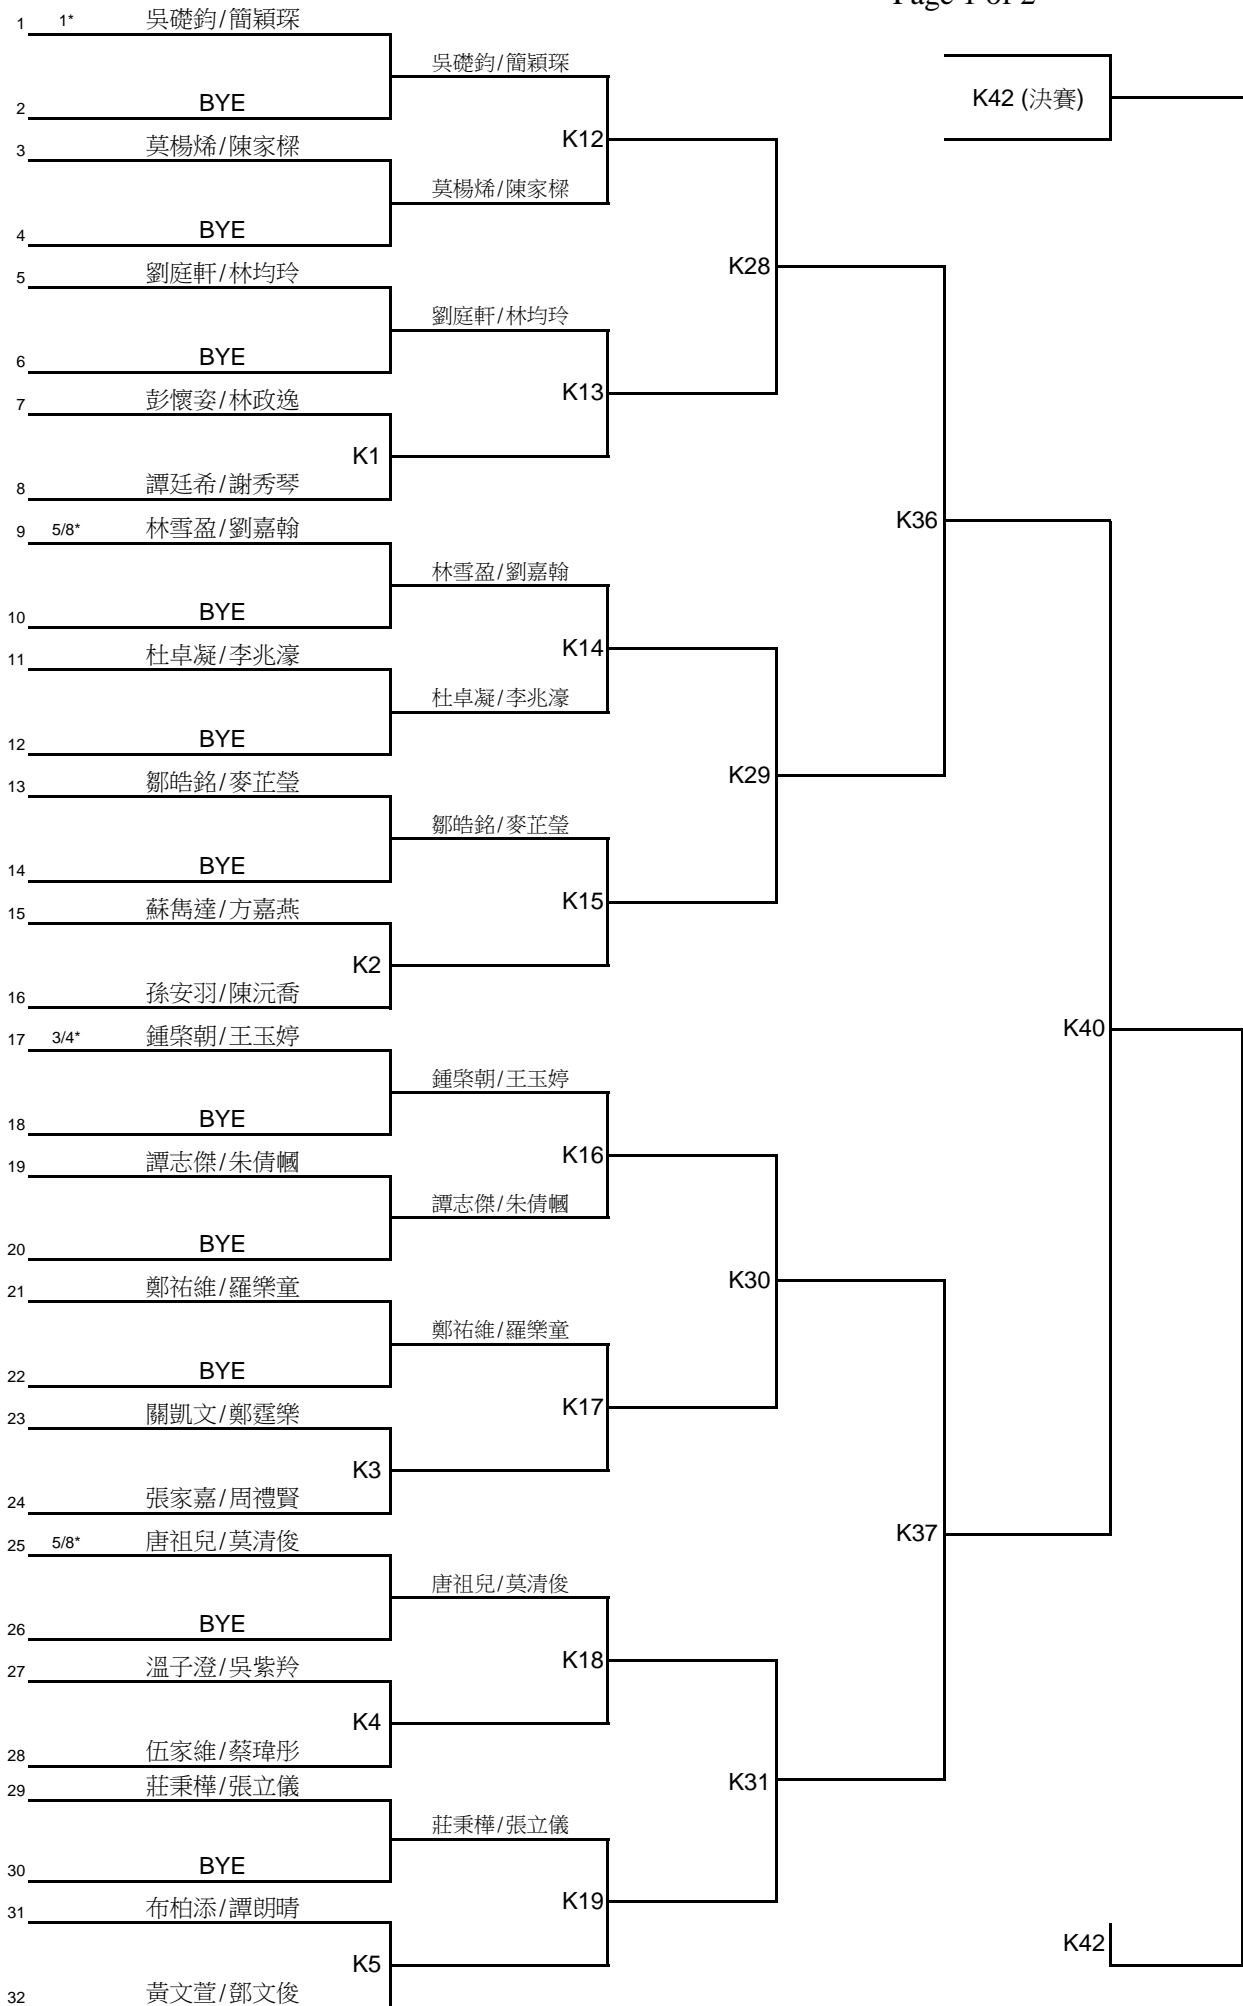 Page 1 of 2
1 1* 吳礎鈞/簡穎琛
吳礎鈞/簡穎琛
K42 (決賽)
2 BYE
K12
3 莫楊烯/陳家樑
莫楊烯/陳家樑
4 BYE
K28
5 劉庭軒/林均玲
劉庭軒/林均玲
6 BYE
K13
7 彭懷姿/林政逸
K1
8 譚廷希/謝秀琴
K36
9 5/8* 林雪盈/劉嘉翰
林雪盈/劉嘉翰
10 BYE
K14
11 杜卓凝/李兆濠
杜卓凝/李兆濠
12 BYE
K29
13 鄒皓銘/麥芷瑩
鄒皓銘/麥芷瑩
14 BYE
K15
15 蘇雋達/方嘉燕
K2
16 孫安羽/陳沅喬
K40
17 3/4* 鍾棨朝/王玉婷
鍾棨朝/王玉婷
18 BYE
K16
19 譚志傑/朱倩幗
譚志傑/朱倩幗
20 BYE
K30
21 鄭祐維/羅樂童
鄭祐維/羅樂童
22 BYE
K17
23 關凱文/鄭霆樂
K3
24 張家嘉/周禮賢
K37
25 5/8* 唐祖兒/莫清俊
唐祖兒/莫清俊
26 BYE
K18
27 溫子澄/吳紫羚
K4
28 伍家維/蔡瑋彤
K31
29 莊秉樺/張立儀
莊秉樺/張立儀
30 BYE
K19
31 布柏添/譚朗晴
K42
K5
32 黃文萱/鄧文俊